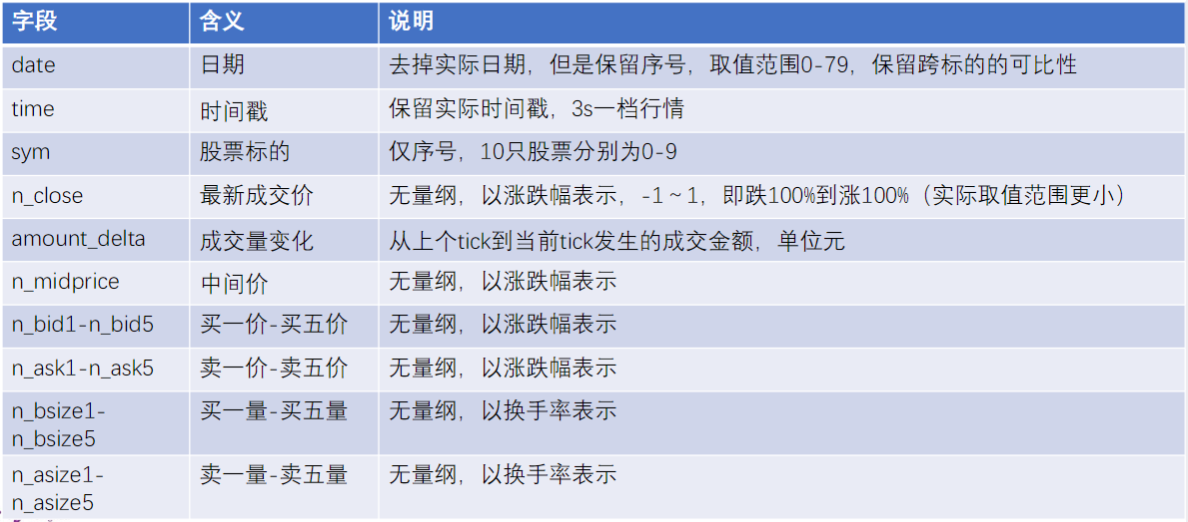 字段 含义 说明
date 日期 去掉实际日期，但是保留序号，取值范围0-79，保留跨标的的可比性
time 时间戳 保留实际时间戳，3s一档行情
sym 股票标的 仅序号，10只股票分别为0-9
n_close 最新成交价 无量纲，以涨跌幅表示，-1～1，即跌100%到涨100%（实际取值范围更小）
amount_delta 成交量变化 从上个tick到当前tick发生的成交金额，单位元
n_midprice 中间价 无量纲，以涨跌幅表示
n_bid1-n_bid5 买一价-买五价 无量纲，以涨跌幅表示
n_ask1-n_ask5 卖一价-卖五价 无量纲，以涨跌幅表示
n_bsize1- 买一量-买五量 无量纲，以换手率表示
n_bsize5
n_asize1- 卖一量-卖五量 无量纲，以换手率表示
n_asize5